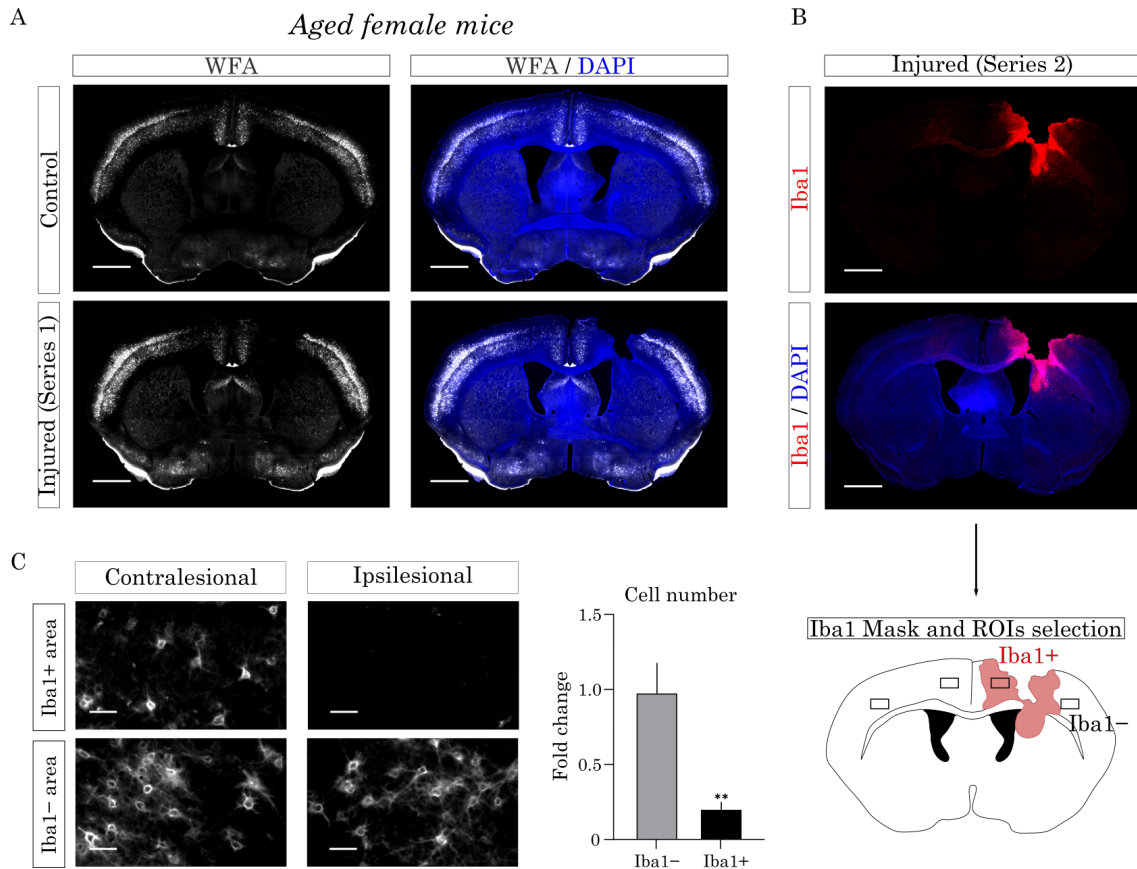 A
Aged female mice
WFA
WFA / DAPI
Control
Injured (Series 1)
B
Injured (Series 2)
Iba1
Iba1 / DAPI
Iba1 Mask and ROIs selection
Iba1+
Iba1−
C
Contralesional
Ipsilesional
Iba1+ area
Iba1− area
Cell number
Fold change
1.5
1.0
0.5
0
**
Iba1−
Iba1+